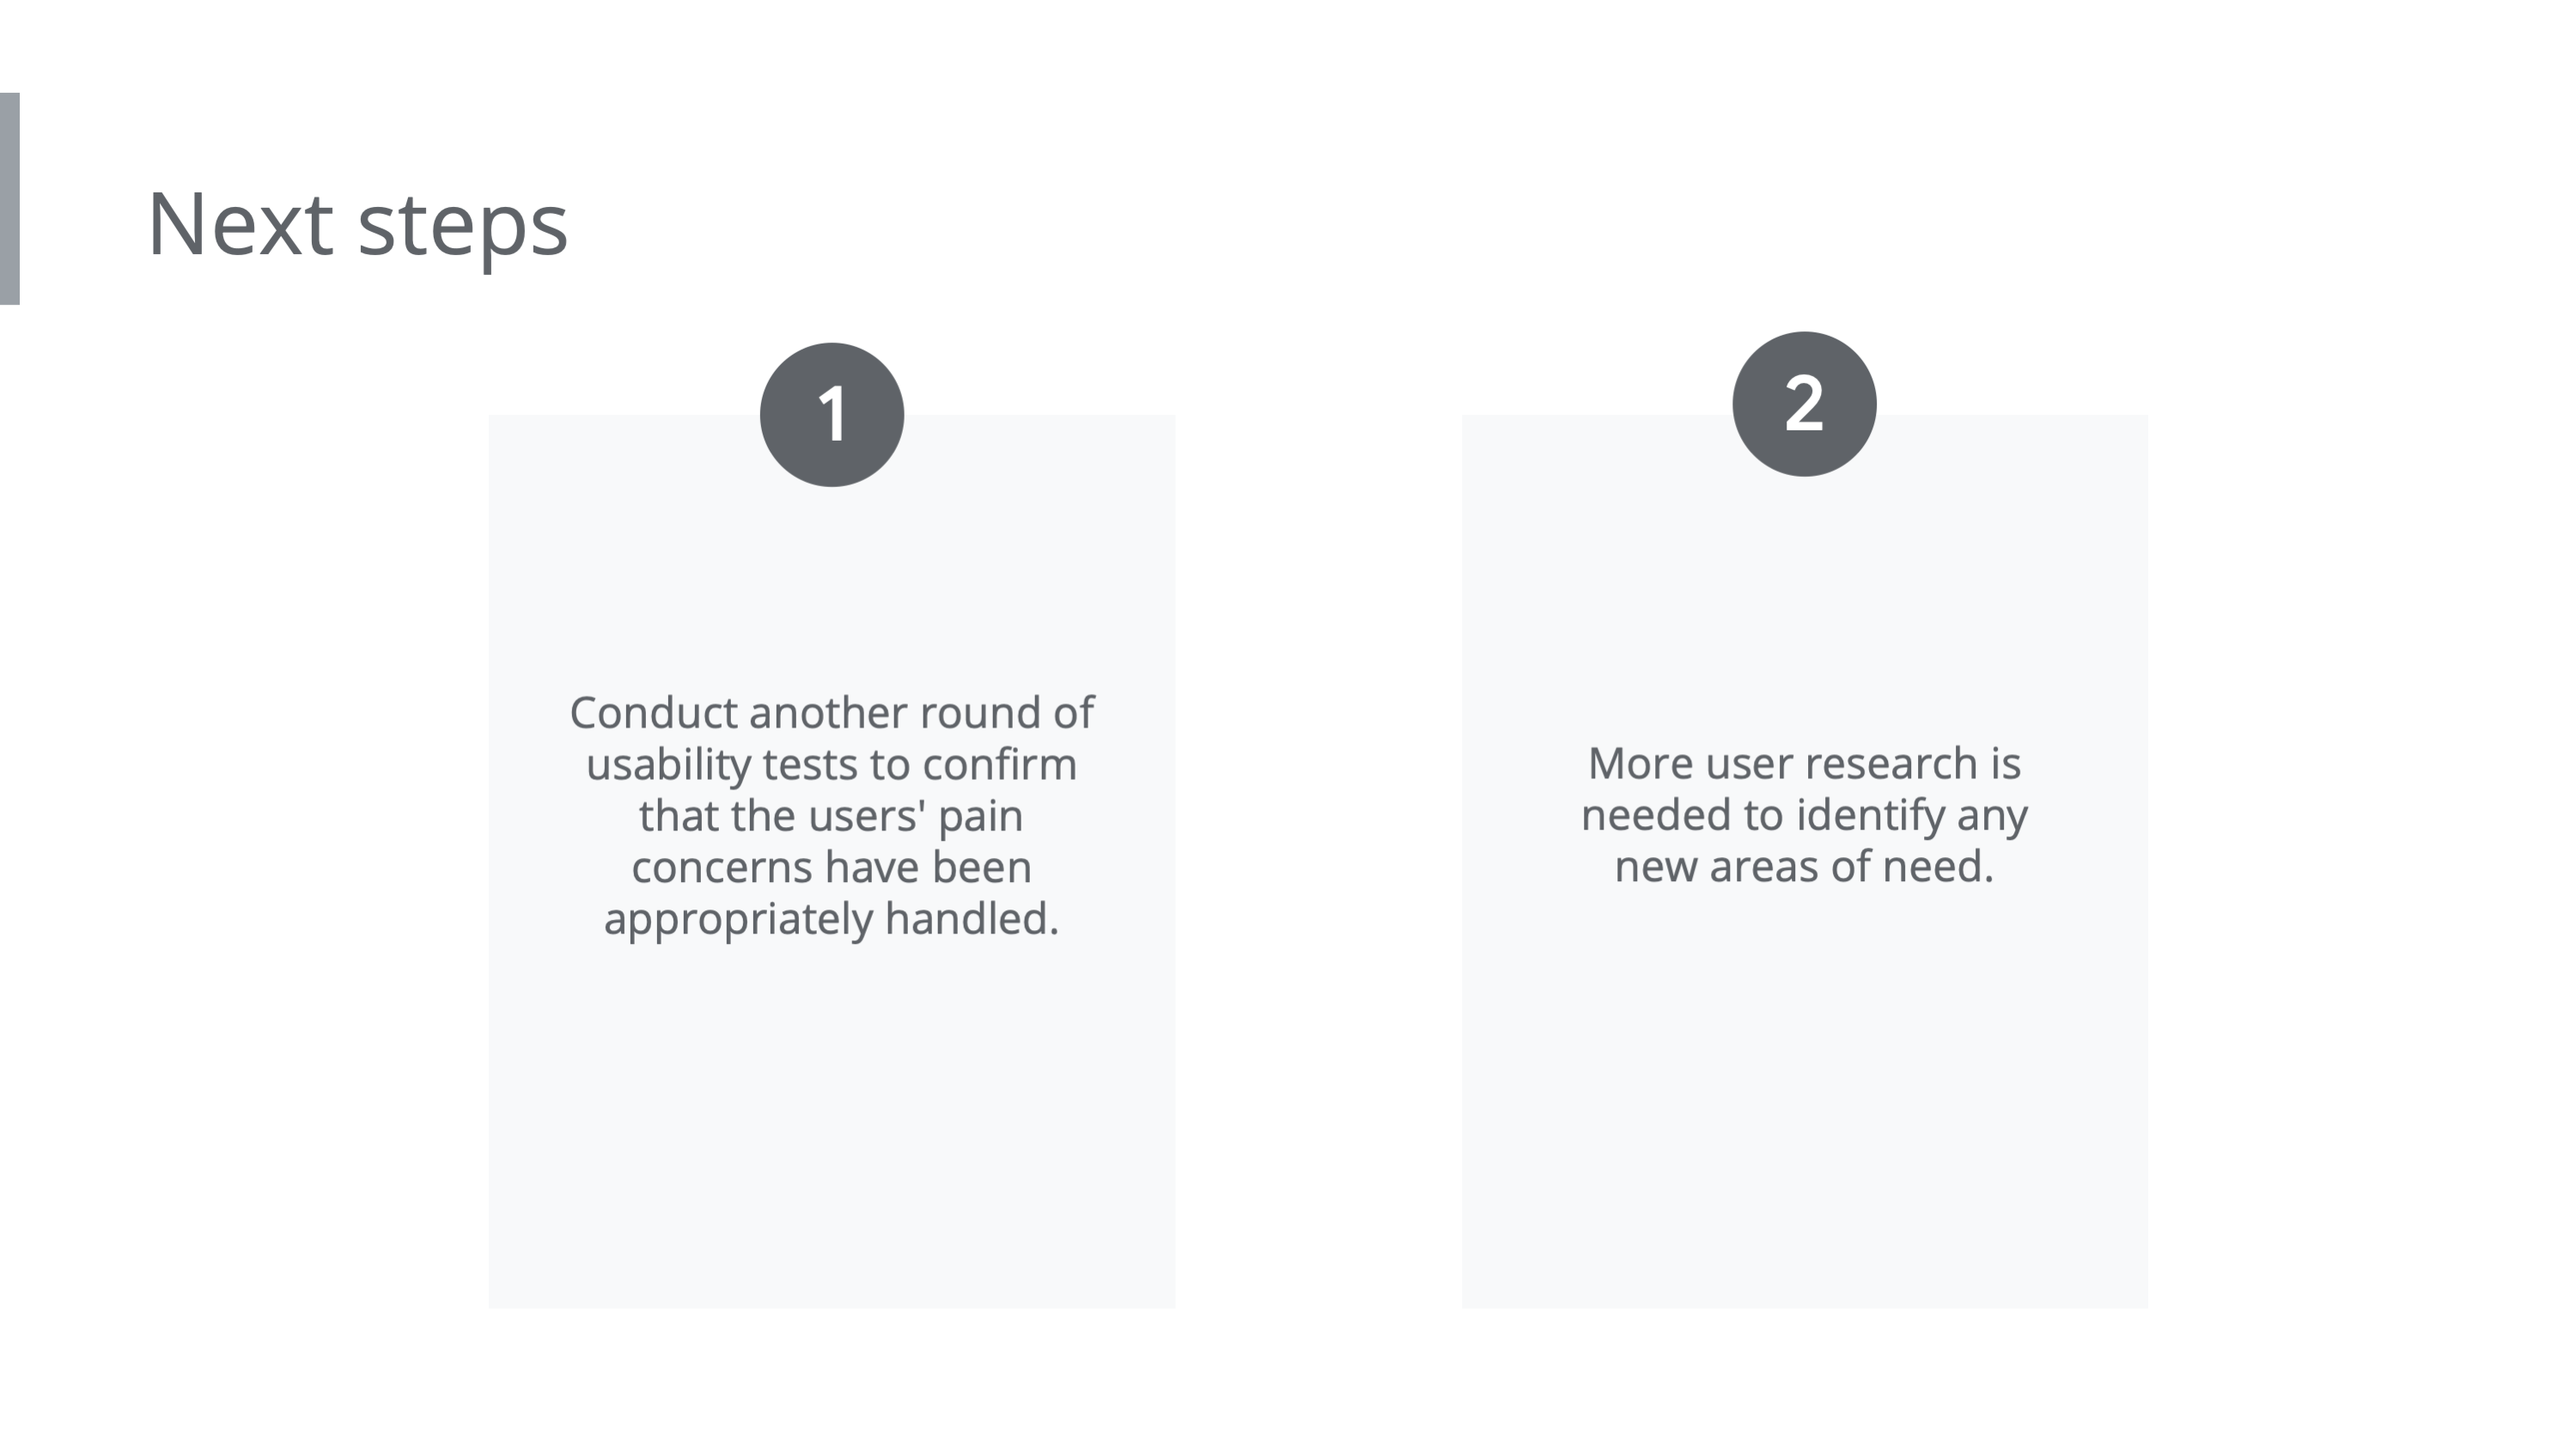 Next steps
1
Conduct another round of
usability tests to confirm
that the users' pain
concerns have been
appropriately handled.
2
More user research is
needed to identify any
new areas of need.